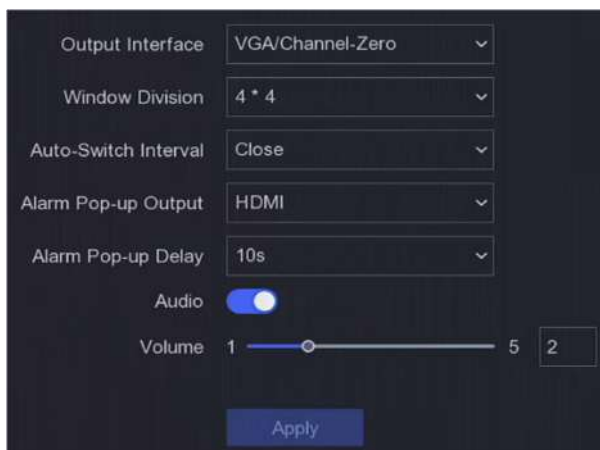 Output Interface VGA/Channel-Zero
Window Division 4 * 4
Auto-Switch Interval Close
Alarm Pop-up Output HDMI
Alarm Pop-up Delay 10s
Audio
Volume 1 5 2
Apply